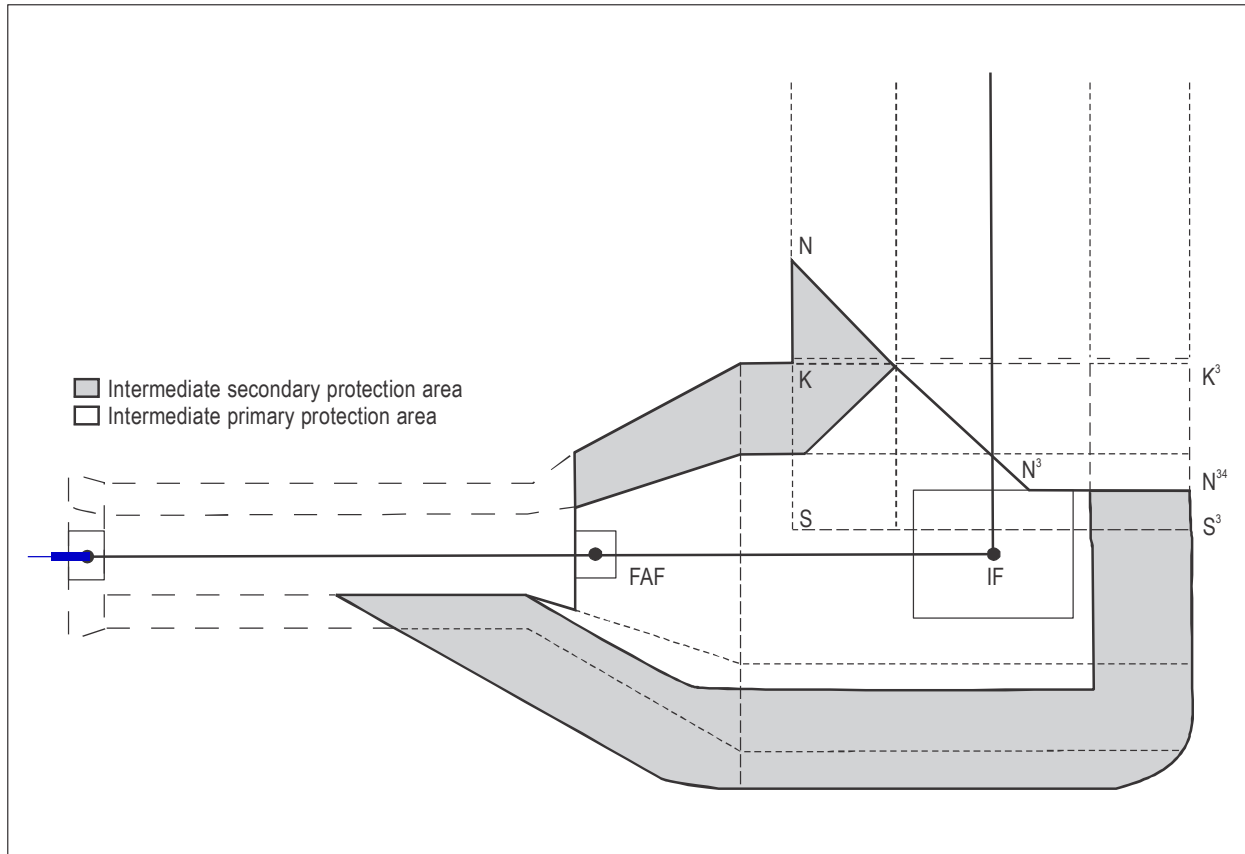 N
Intermediate secondary protection area
K
K³
Intermediate primary protection area
N³
N³⁴
S
S³
FAF
IF